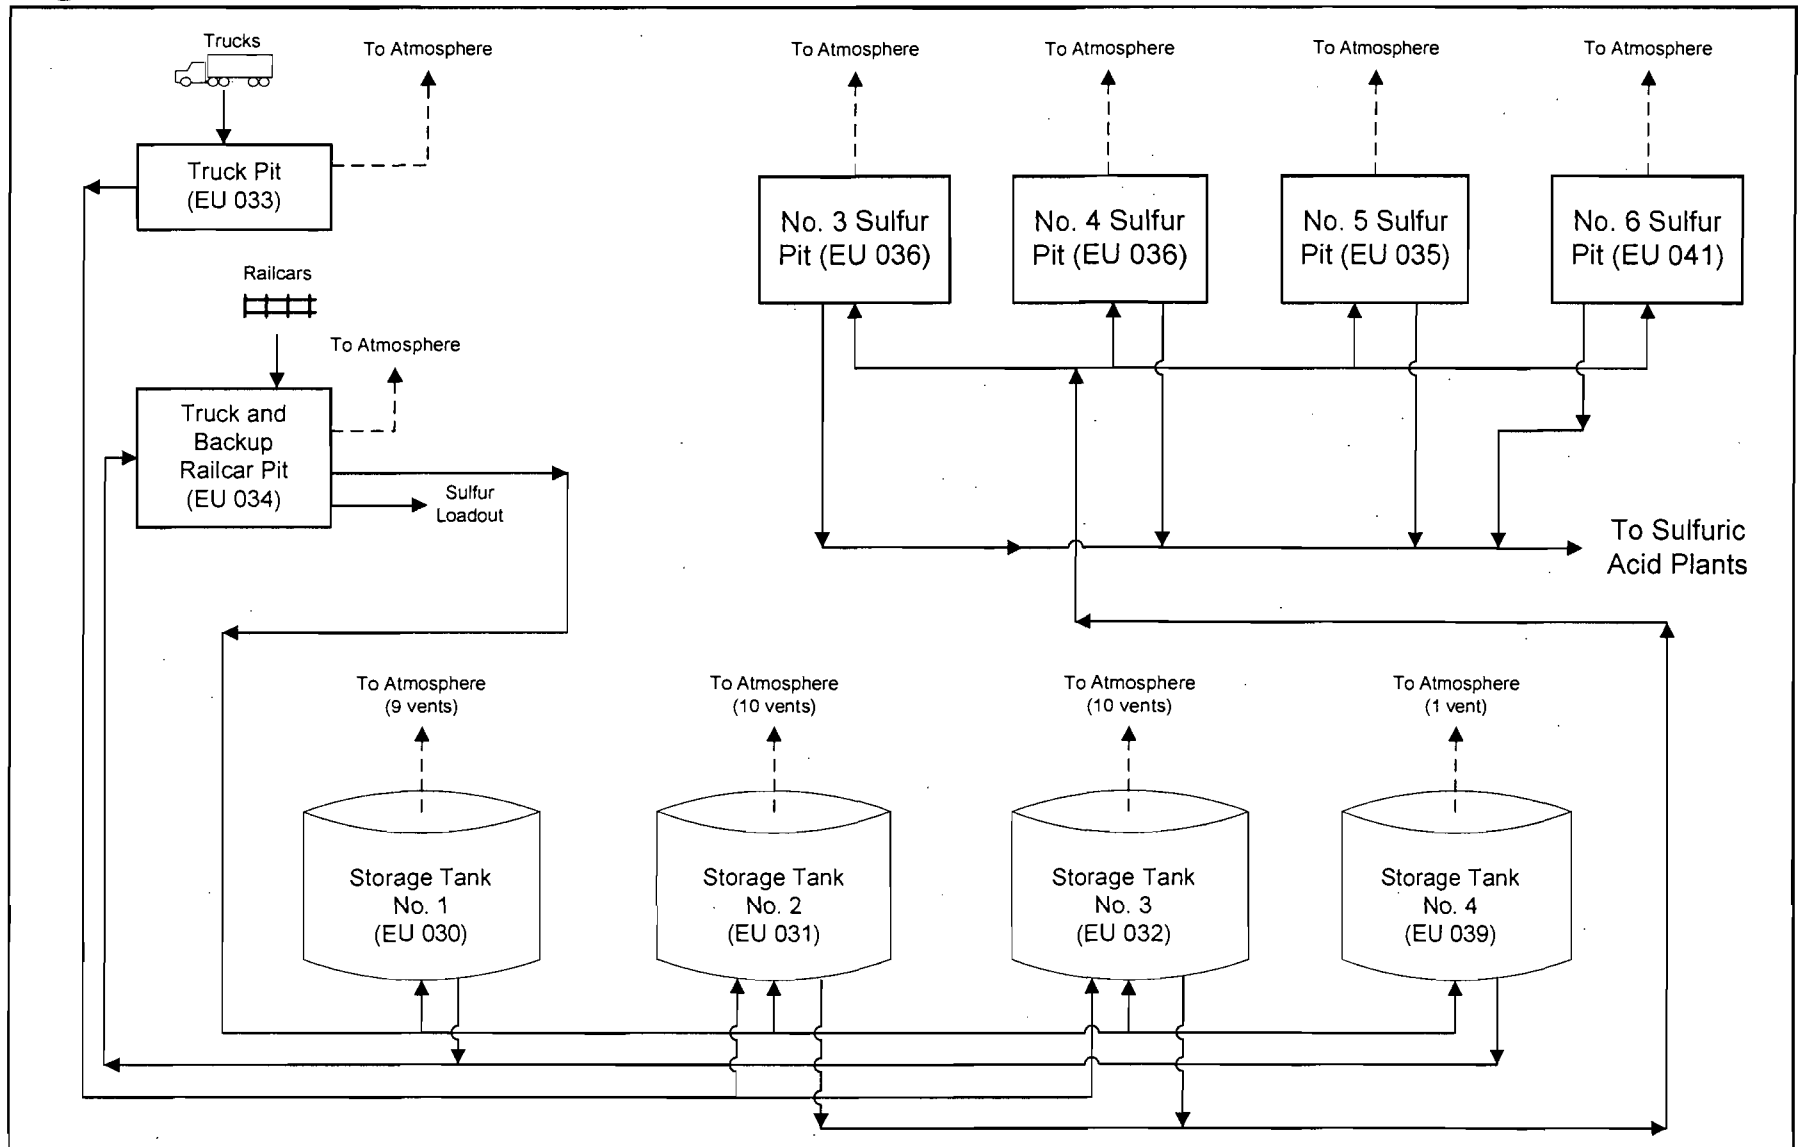 Trucks
To Atmosphere
Truck Pit
(EU 033)
Railcars
To Atmosphere
Truck and
Backup
Railcar Pit
(EU 034)
Sulfur
Loadout
To Atmosphere
To Atmosphere
To Atmosphere
To Atmosphere
No. 3 Sulfur
Pit (EU 036)
No. 4 Sulfur
Pit (EU 036)
No. 5 Sulfur
Pit (EU 035)
No. 6 Sulfur
Pit (EU 041)
To Sulfuric
Acid Plants
To Atmosphere
(9 vents)
To Atmosphere
(10 vents)
To Atmosphere
(10 vents)
To Atmosphere
(1 vent)
Storage Tank
No. 1
(EU 030)
Storage Tank
No. 2
(EU 031)
Storage Tank
No. 3
(EU 032)
Storage Tank
No. 4
(EU 039)